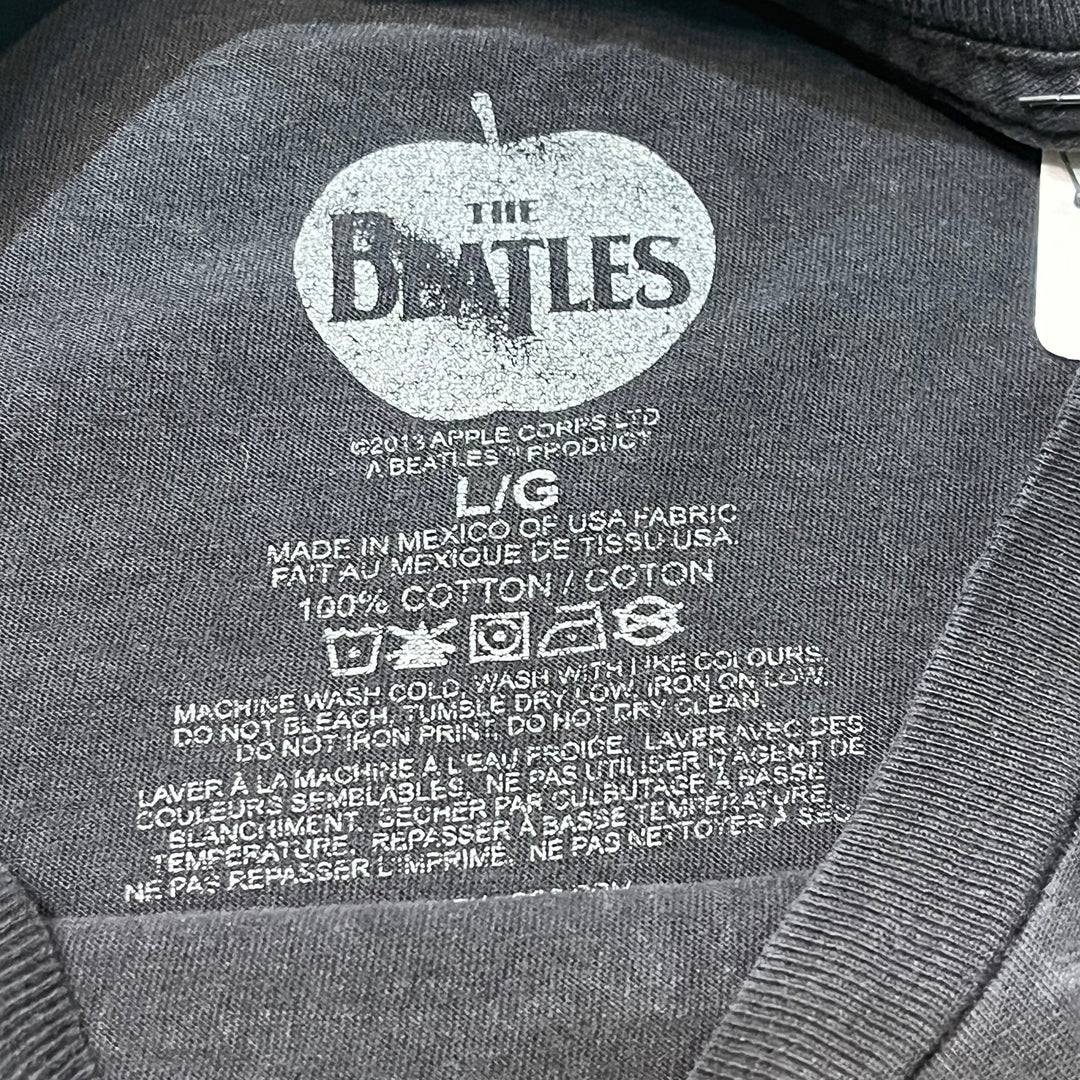 THE
BEATLES
©2013 APPLE CORPS LTD
A BEATLES™ PRODUCT
L/G
MADE IN MEXICO OF USA FABRIC
FAIT AU MEXIQUE DE TISSU USA.
100% COTTON / COTON
MACHINE WASH COLD. WASH WITH LIKE COLOURS.
DO NOT BLEACH. TUMBLE DRY LOW. IRON ON LOW.
DO NOT IRON PRINT. DO NOT DRY CLEAN.
LAVER À LA MACHINE À L'EAU FROIDE. LAVER AVEC DES
COULEURS SEMBLABLES. NE PAS UTILISER D'AGENT DE
BLANCHIMENT. SÉCHER PAR CULBUTAGE À BASSE
TEMPÉRATURE. REPASSER À BASSE TEMPÉRATURE.
NE PAS REPASSER L'IMPRIMÉ. NE PAS NETTOYER À SEC.